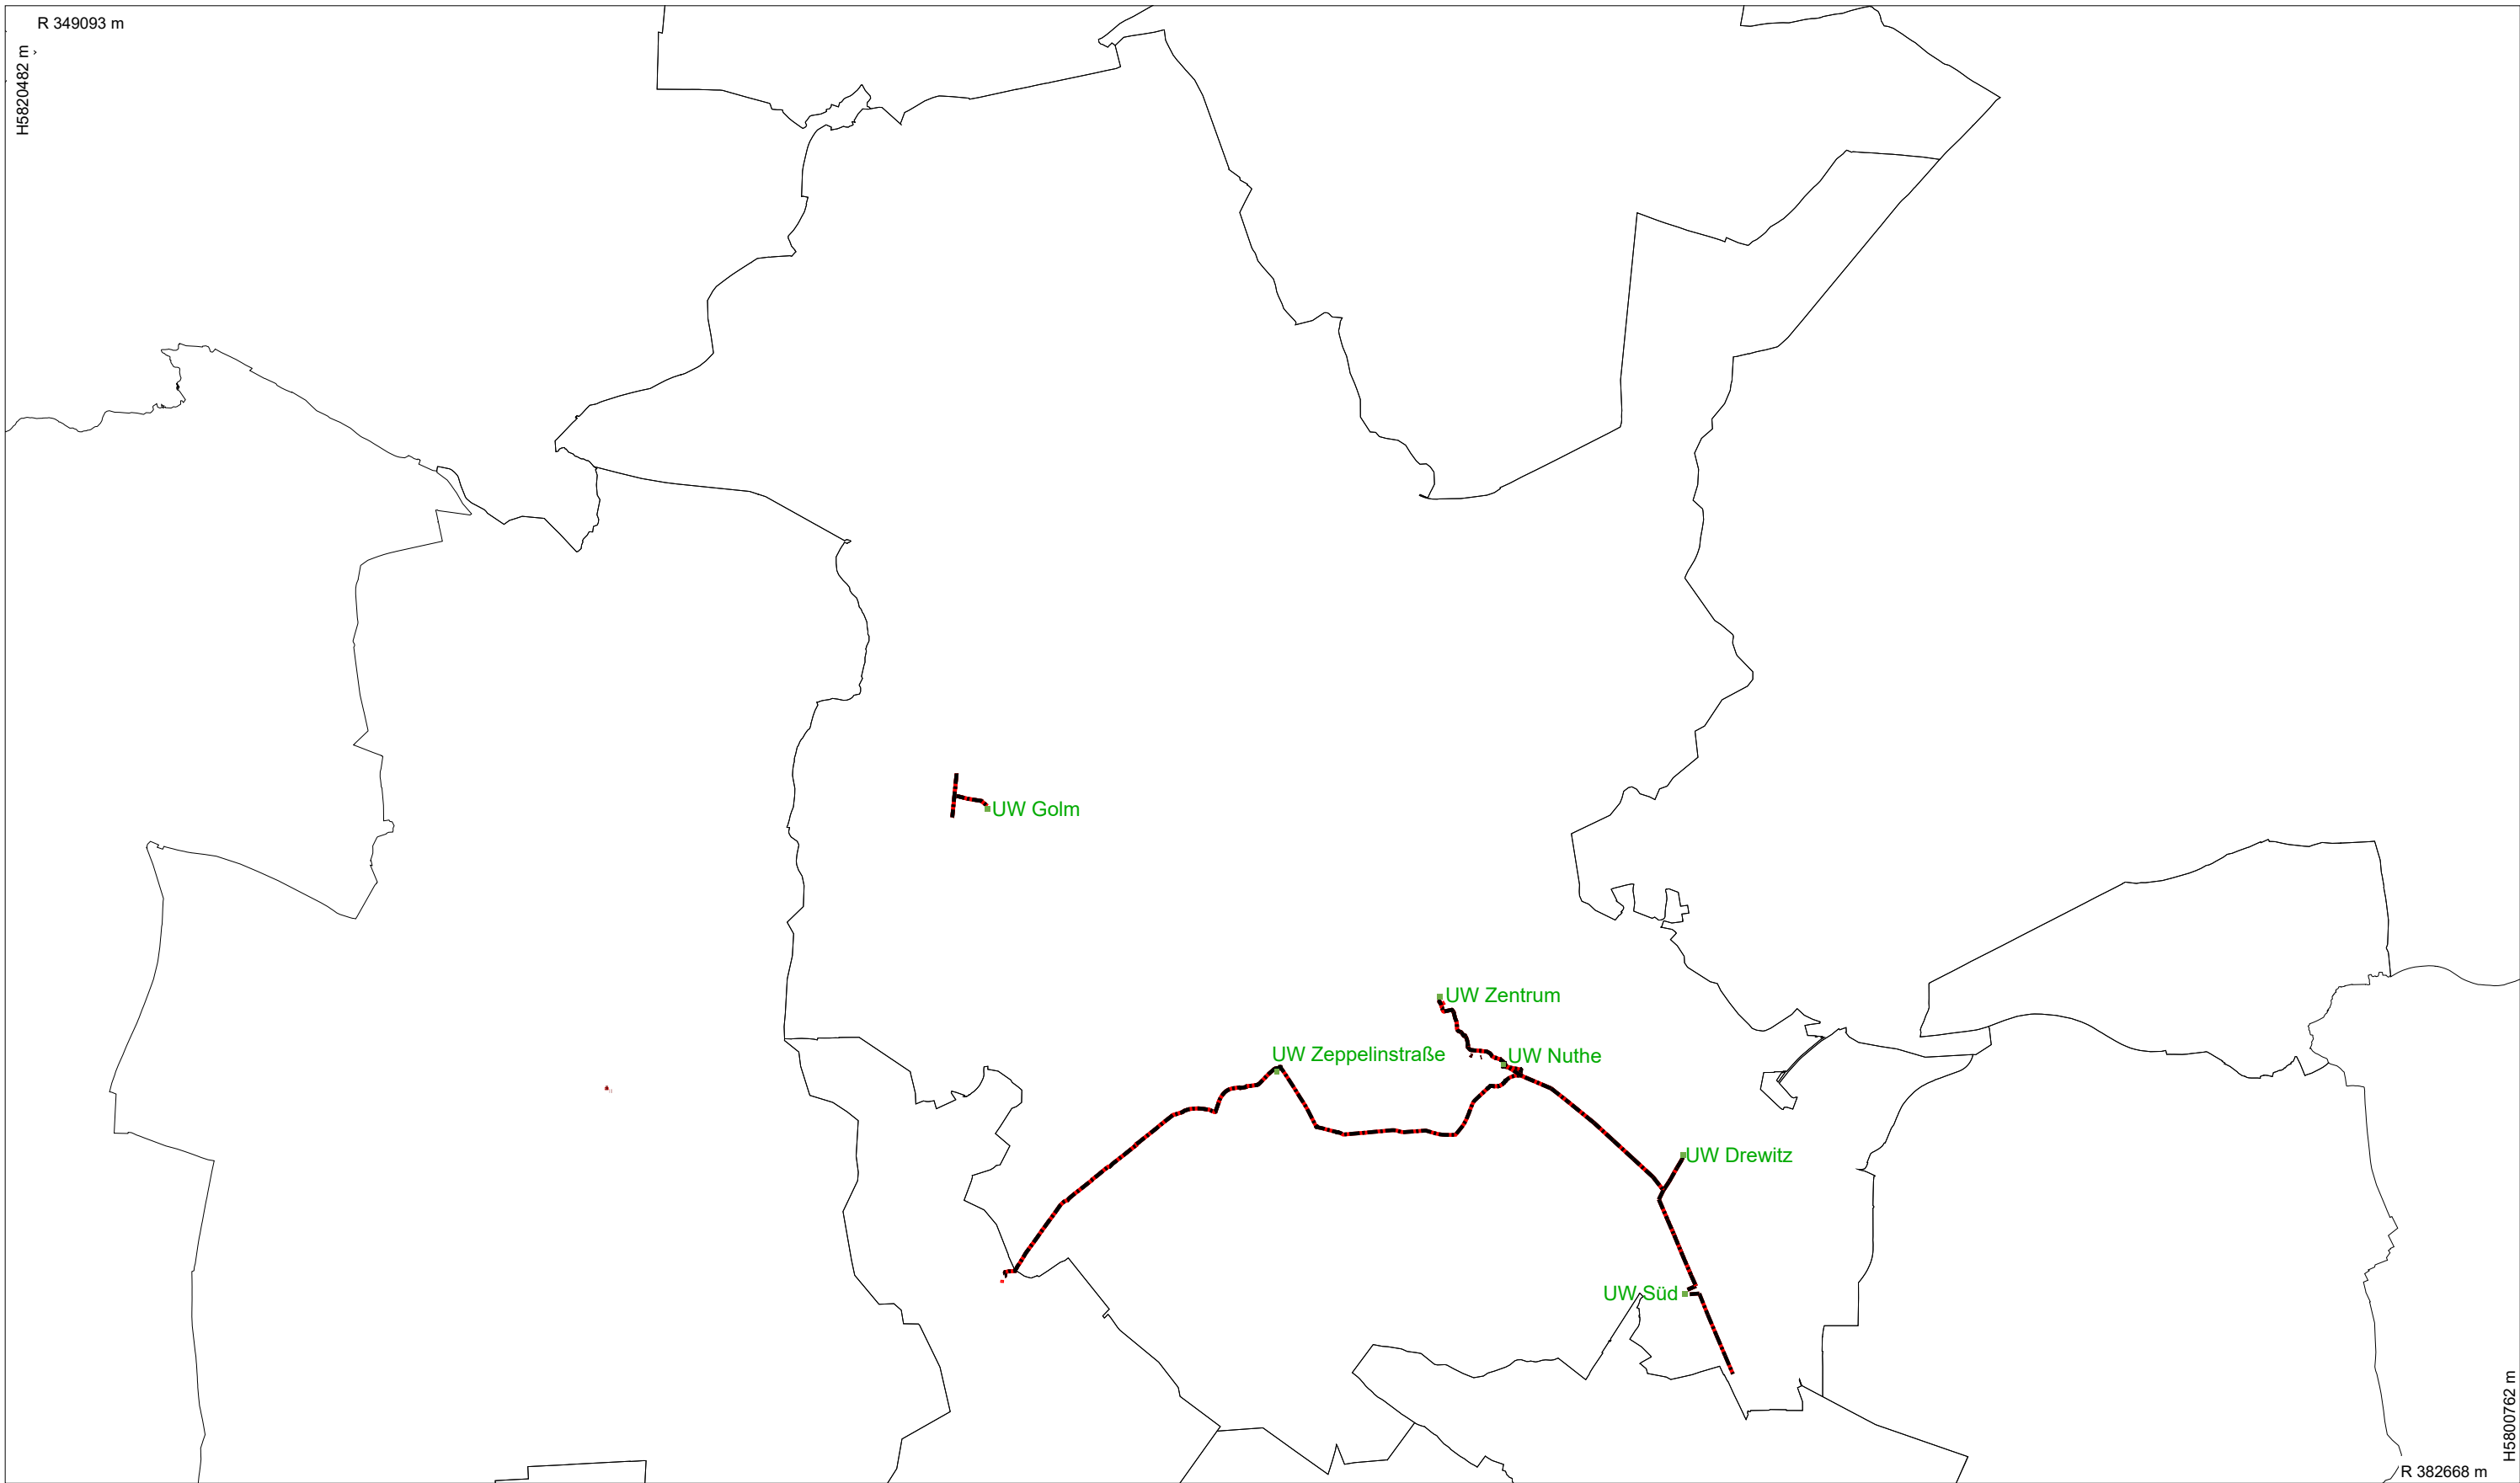 R 349093 m
H5820482 m
UW Golm
UW Zentrum
UW Zeppelinstraße
UW Nuthe
UW Drewitz
UW Süd
H5800762 m
R 382668 m